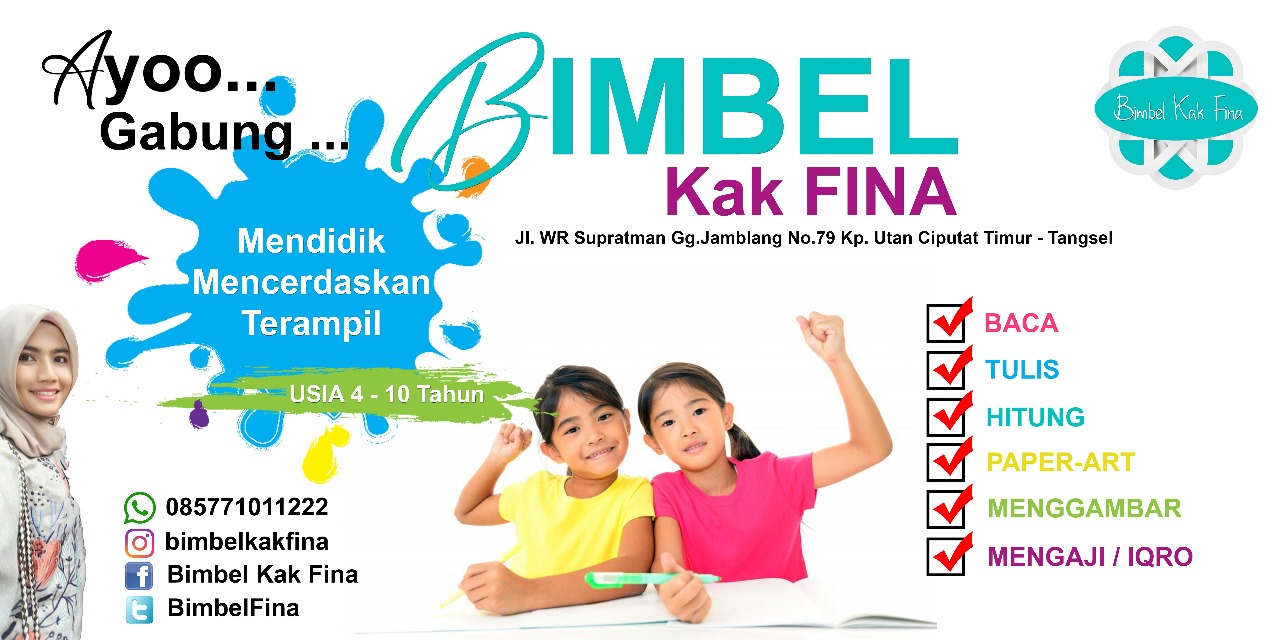 Ayoo...
Gabung ...
BIMBEL
Kak FINA
Jl. WR Supratman Gg.Jamblang No.79 Kp. Utan Ciputat Timur - Tangsel
Bimbel Kak Fina
Mendidik
Mencerdaskan
Terampil
USIA 4 - 10 Tahun
BACA
TULIS
HITUNG
PAPER-ART
MENGGAMBAR
MENGAJI / IQRO
085771011222
bimbelkakfina
Bimbel Kak Fina
BimbelFina